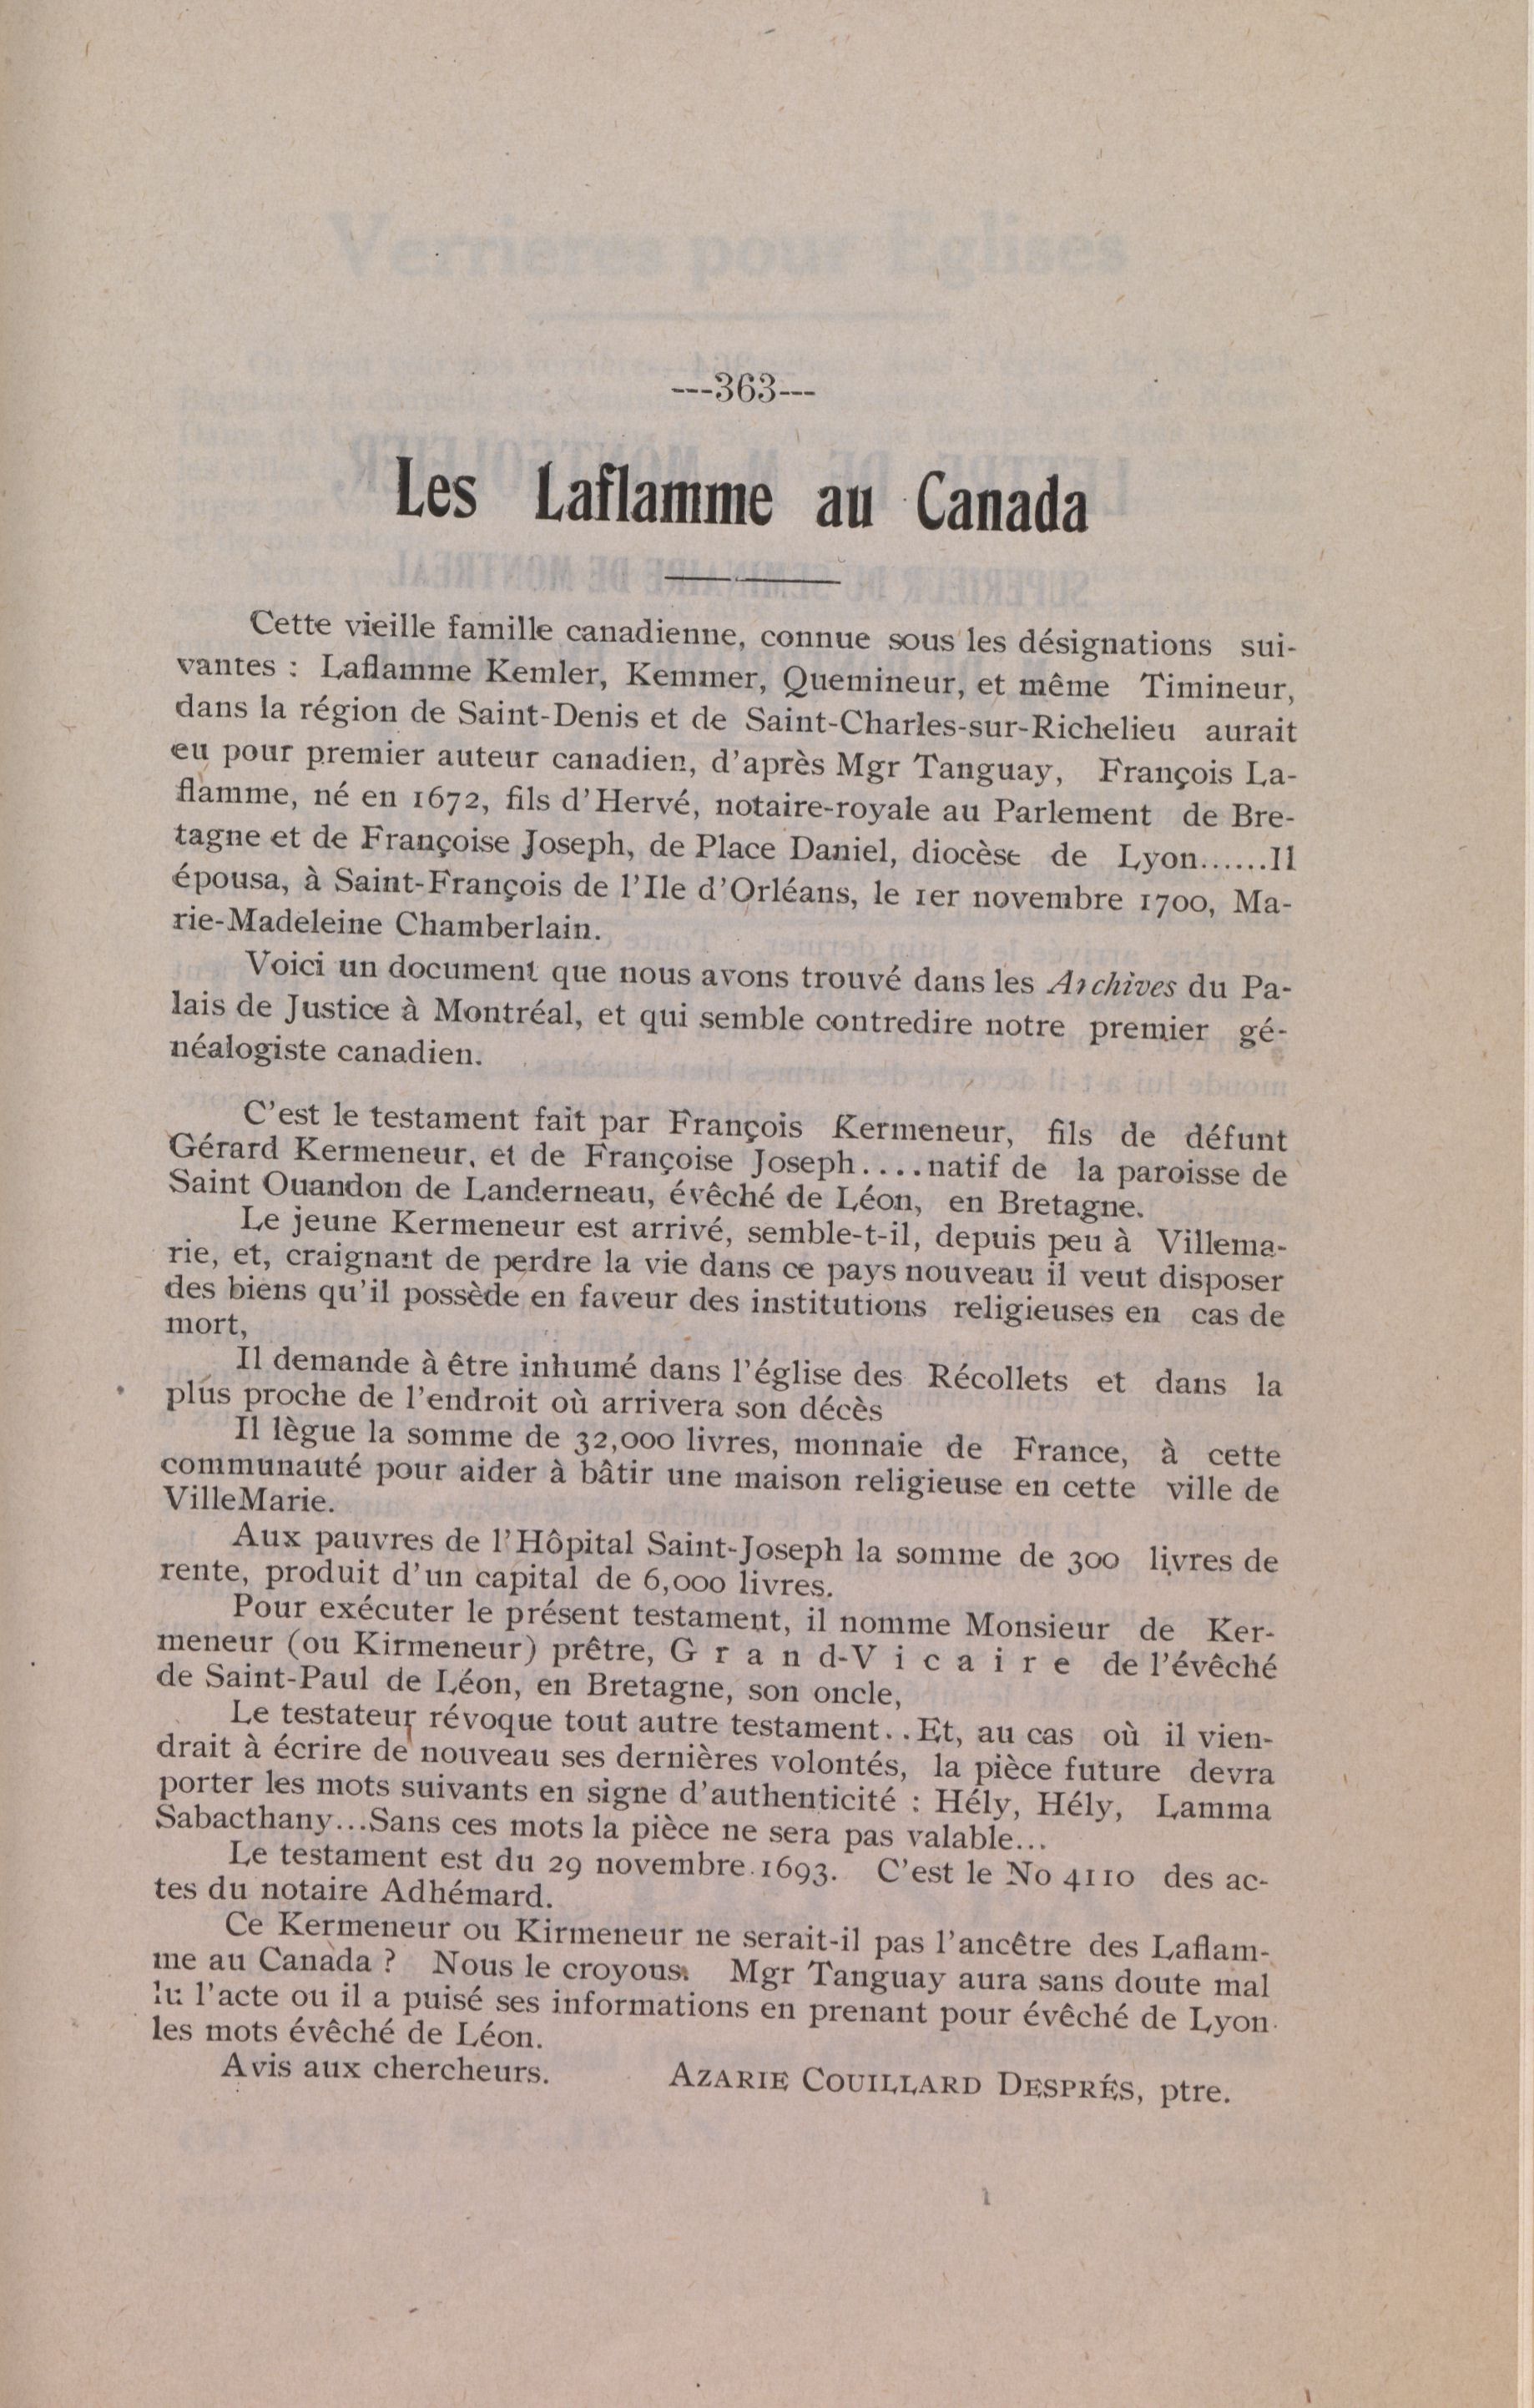 ---363---
Les Laflamme au Canada
Cette vieille famille canadienne, connue sous les désignations sui-
vantes : Laflamme Kemler, Kemmer, Quemineur, et même Timineur,
dans la région de Saint-Denis et de Saint-Charles-sur-Richelieu aurait
eu pour premier auteur canadien, d'après Mgr Tanguay, François La-
flamme, né en 1672, fils d'Hervé, notaire-royale au Parlement de Bre-
tagne et de Françoise Joseph, de Place Daniel, diocèse de Lyon......Il
épousa, à Saint-François de l'Ile d'Orléans, le 1er novembre 1700, Ma-
rie-Madeleine Chamberlain.
Voici un document que nous avons trouvé dans les Archives du Pa-
lais de Justice à Montréal, et qui semble contredire notre premier gé-
néalogiste canadien.
C'est le testament fait par François Kermeneur, fils de défunt
Gérard Kermeneur, et de Françoise Joseph....natif de la paroisse de
Saint Ouandon de Landerneau, évêché de Léon, en Bretagne.
Le jeune Kermeneur est arrivé, semble-t-il, depuis peu à Villema-
rie, et, craignant de perdre la vie dans ce pays nouveau il veut disposer
des biens qu'il possède en faveur des institutions religieuses en cas de
mort,
Il demande à être inhumé dans l'église des Récollets et dans la
plus proche de l'endroit où arrivera son décès
Il lègue la somme de 32,000 livres, monnaie de France, à cette
communauté pour aider à bâtir une maison religieuse en cette ville de
VilleMarie.
Aux pauvres de l'Hôpital Saint-Joseph la somme de 300 livres de
rente, produit d'un capital de 6,000 livres.
Pour exécuter le présent testament, il nomme Monsieur de Ker-
meneur (ou Kirmeneur) prêtre, G r a n d-V i c a i r e de l'évêché
de Saint-Paul de Léon, en Bretagne, son oncle,
Le testateur révoque tout autre testament..Et, au cas où il vien-
drait à écrire de nouveau ses dernières volontés, la pièce future devra
porter les mots suivants en signe d'authenticité : Hély, Hély, Lamma
Sabacthany...Sans ces mots la pièce ne sera pas valable...
Le testament est du 29 novembre 1693. C'est le No 4110 des ac-
tes du notaire Adhémard.
Ce Kermeneur ou Kirmeneur ne serait-il pas l'ancêtre des Laflam-
me au Canada ? Nous le croyons. Mgr Tanguay aura sans doute mal
lu l'acte ou il a puisé ses informations en prenant pour évêché de Lyon
les mots évêché de Léon.
Avis aux chercheurs. AZARIE COUILLARD DESPRÉS, ptre.